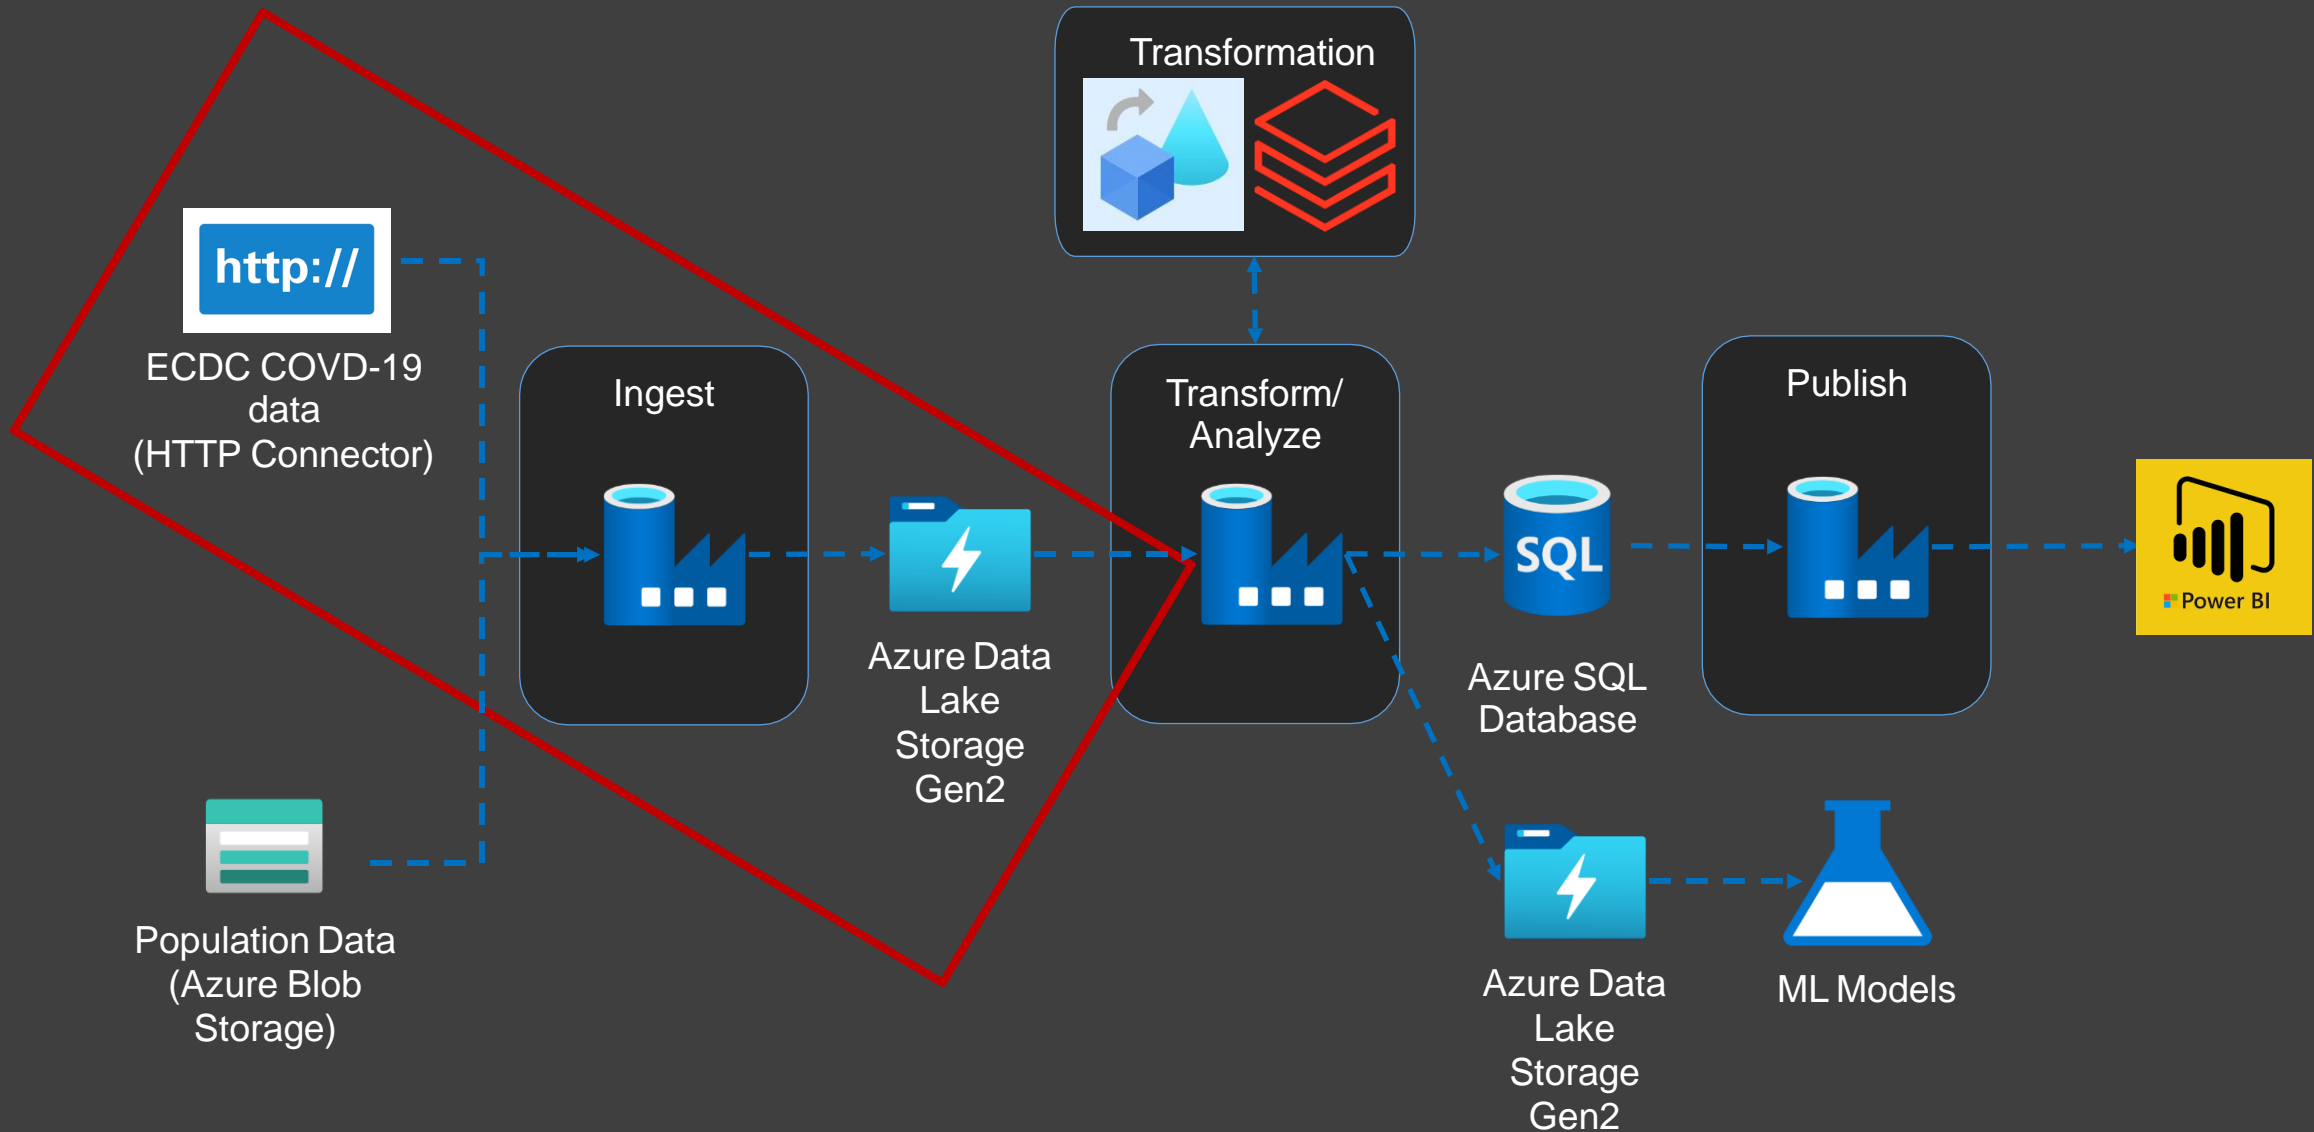 Transformation
http://
ECDC COVD-19
data
(HTTP Connector)
Ingest
Transform/
Analyze
Publish
SQL
Power BI
Azure Data
Lake
Storage
Gen2
Azure SQL
Database
Population Data
(Azure Blob
Storage)
Azure Data
Lake
Storage
Gen2
ML Models